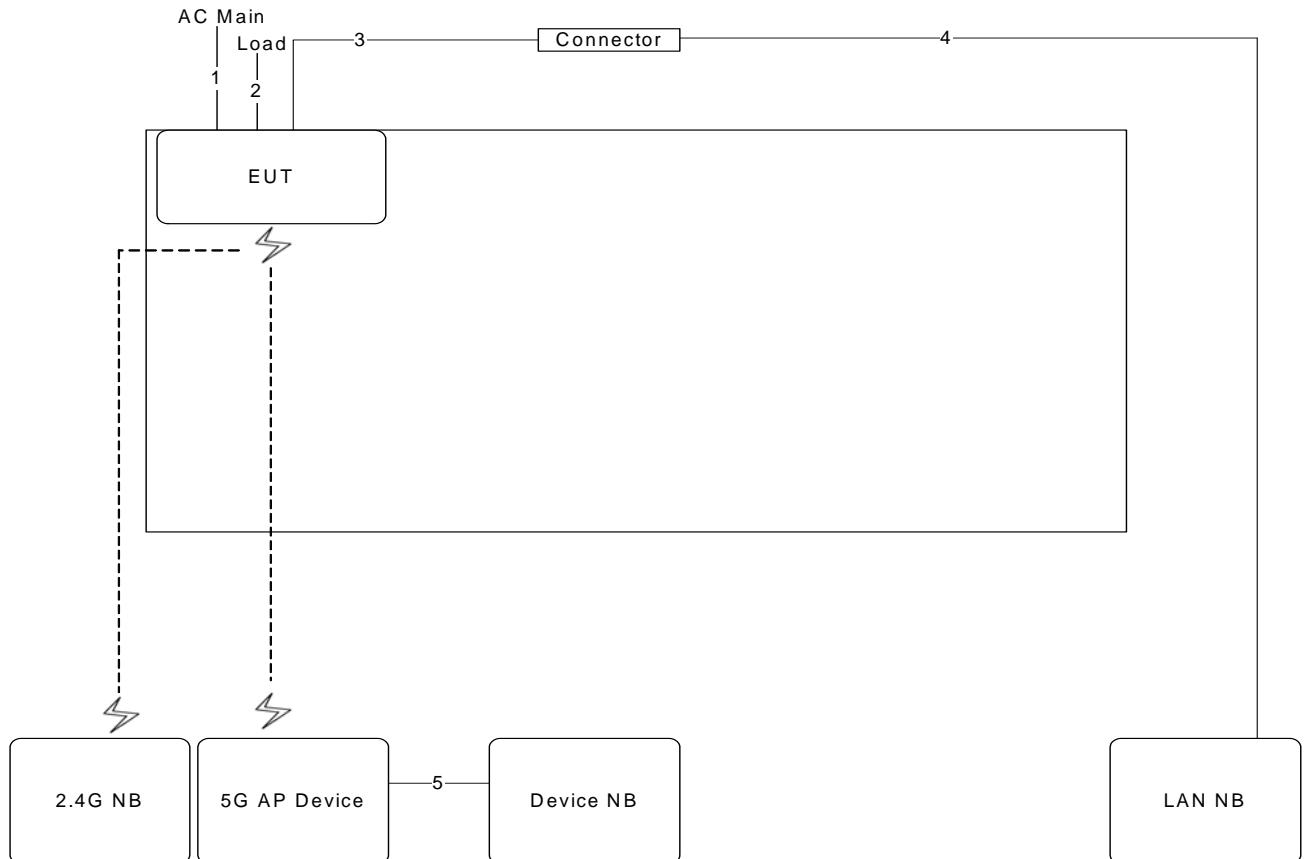 AC Main
Load
3
Connector
4
1
2
EUT
2.4G NB
5G AP Device
5
Device NB
LAN NB